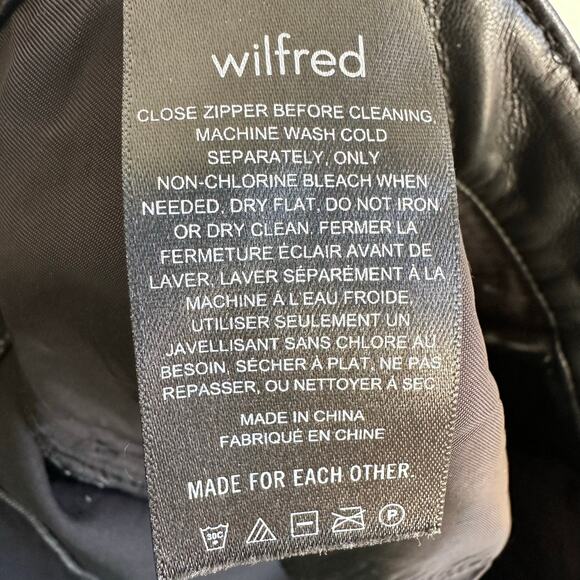 wilfred
CLOSE ZIPPER BEFORE CLEANING.
MACHINE WASH COLD
SEPARATELY, ONLY
NON-CHLORINE BLEACH WHEN
NEEDED. DRY FLAT. DO NOT IRON
OR DRY CLEAN. FERMER LA
FERMETURE ÉCLAIR AVANT DE
LAVER. LAVER SÉPARÉMENT À LA
MACHINE À L'EAU FROIDE.
UTILISER SEULEMENT UN
JAVELLISANT SANS CHLORE AU
BESOIN. SÉCHER À PLAT. NE PAS
REPASSER, OU NETTOYER À SEC
MADE IN CHINA
FABRIQUÉ EN CHINE
MADE FOR EACH OTHER.
30C P